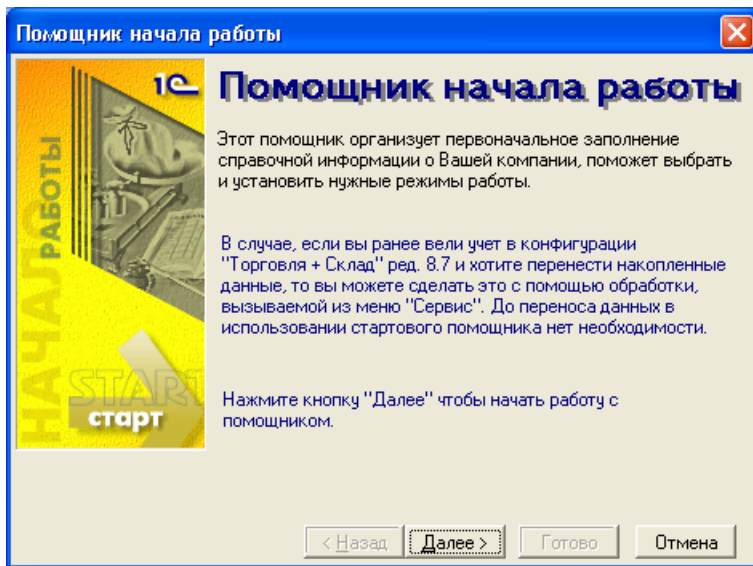 Помощник начала работы
1С
Помощник начала работы
НАЧАЛО
РАБОТЫ
START
старт
Этот помощник организует первоначальное заполнение
справочной информации о Вашей компании, поможет выбрать
и установить нужные режимы работы.
В случае, если вы ранее вели учет в конфигурации
"Торговля + Склад" ред. 8.7 и хотите перенести накопленные
данные, то вы можете сделать это с помощью обработки,
вызываемой из меню "Сервис". До переноса данных в
использовании стартового помощника нет необходимости.
Нажмите кнопку "Далее" чтобы начать работу с
помощником.
< Назад Далее > Готово Отмена